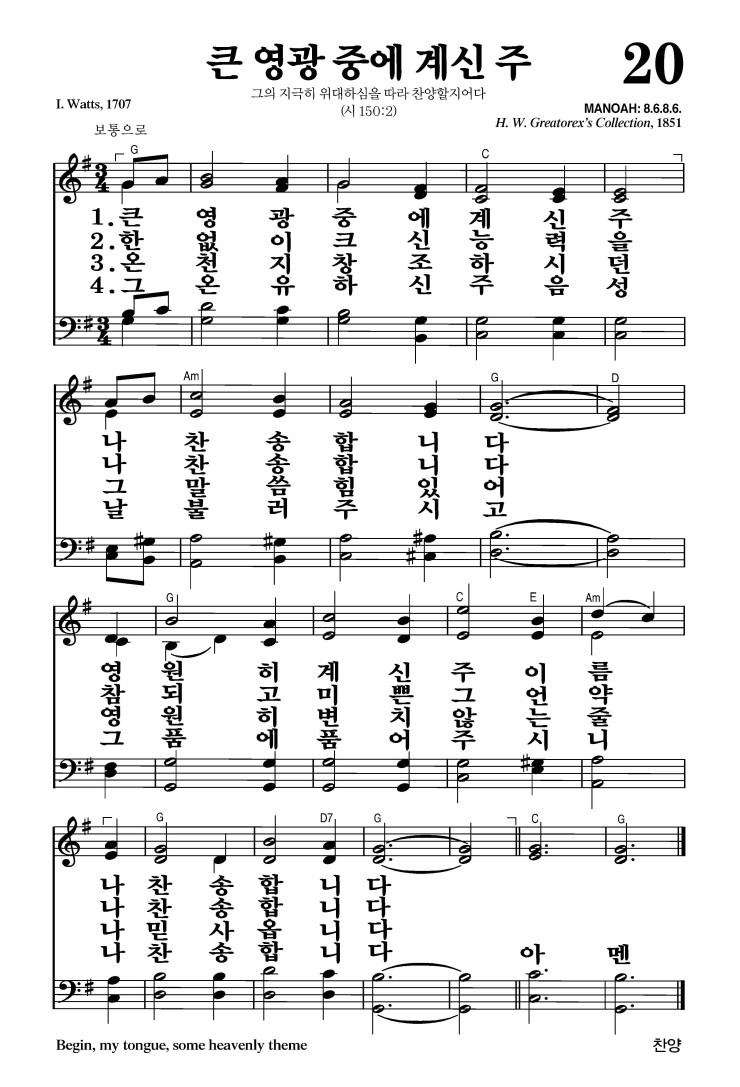 큰 영광 중에 계신 주
20
그의 지극히 위대하심을 따라 찬양할지어다
(시 150:2)
I. Watts, 1707
MANOAH: 8.6.8.6.
H. W. Greatorex's Collection, 1851
보통으로
G C
3 4
1. 큰 영 광 중 에 계 신 주
2. 한 없 이 크 신 능 력 을
3. 온 천 지 창 조 하 시 던
4. 그 온 유 하 신 주 음 성
3 4
Am G D
나 찬 송 합 니 다
나 찬 송 합 니 다
그 말 씀 힘 있 어
날 불 러 주 시 고
G C E Am
영 원 히 계 신 주 이 름
참 되 고 미 쁜 그 언 약
영 원 히 변 치 않 는 줄
그 품 에 품 어 주 시 니
G D7 G C G
나 찬 송 합 니 다
나 찬 송 합 니 다
나 믿 사 옵 니 다
나 찬 송 합 니 다 아 멘
Begin, my tongue, some heavenly theme
찬양